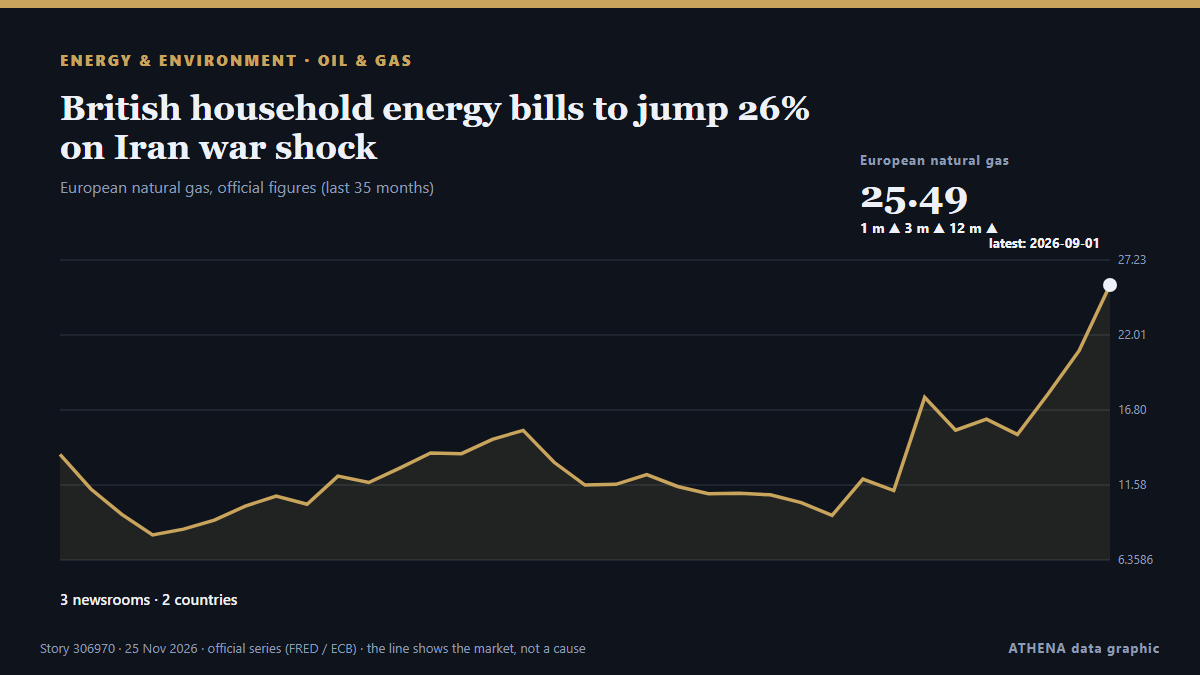 ENERGY & ENVIRONMENT · OIL & GAS
British household energy bills to jump 26%
on Iran war shock
European natural gas, official figures (last 35 months)
European natural gas
25.49
1 m ▲ 3 m ▲ 12 m ▲
latest: 2026-09-01
27.23
22.01
16.80
11.58
6.3586
3 newsrooms · 2 countries
Story 306970 · 25 Nov 2026 · official series (FRED / ECB) · the line shows the market, not a cause
ATHENA data graphic